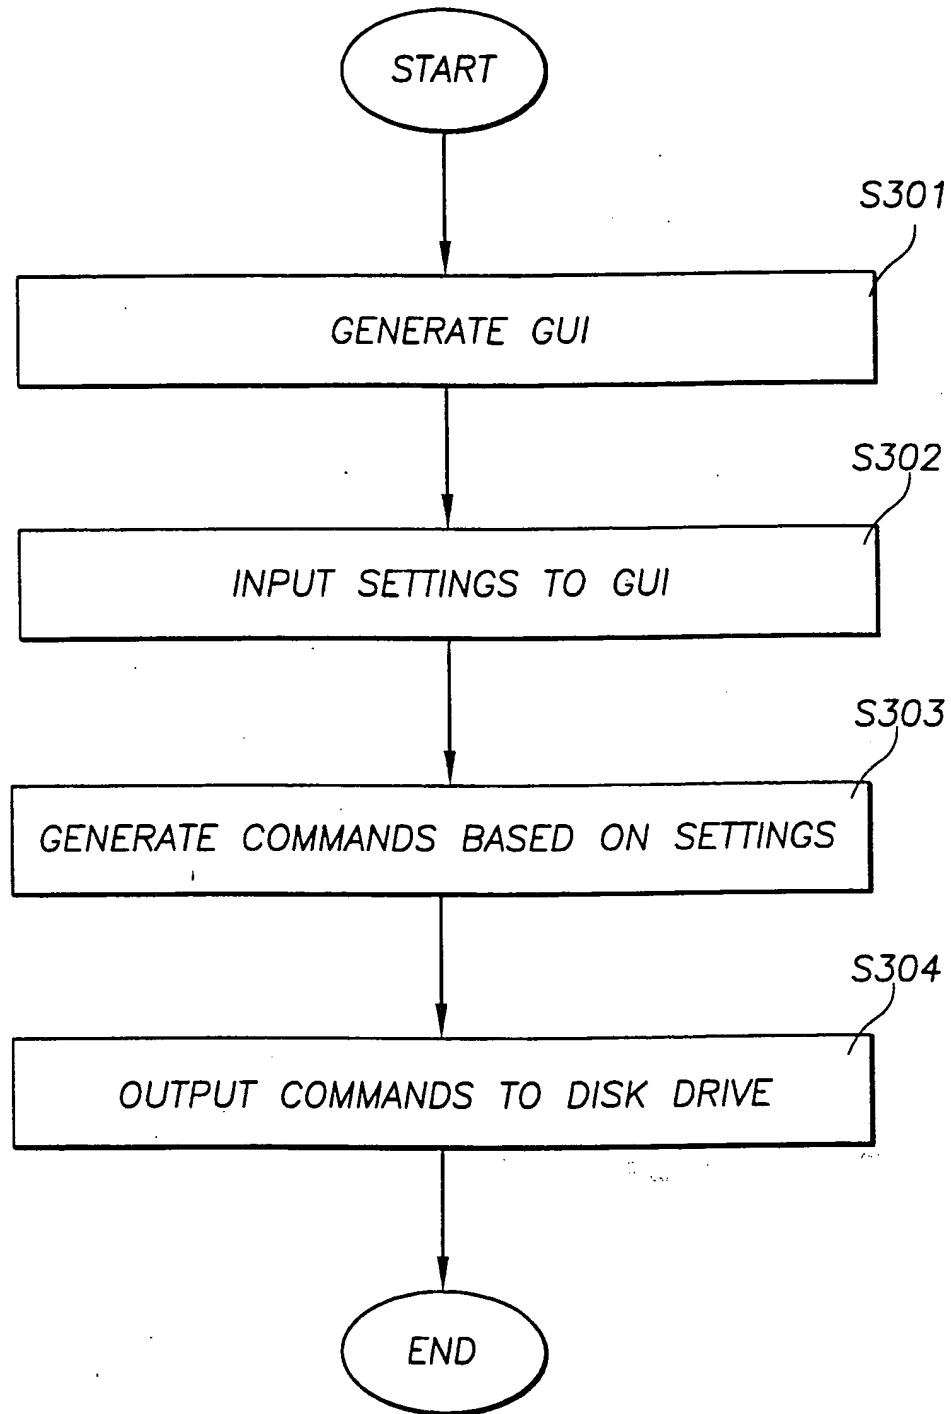 START
S301
GENERATE GUI
S302
INPUT SETTINGS TO GUI
S303
GENERATE COMMANDS BASED ON SETTINGS
S304
OUTPUT COMMANDS TO DISK DRIVE
END